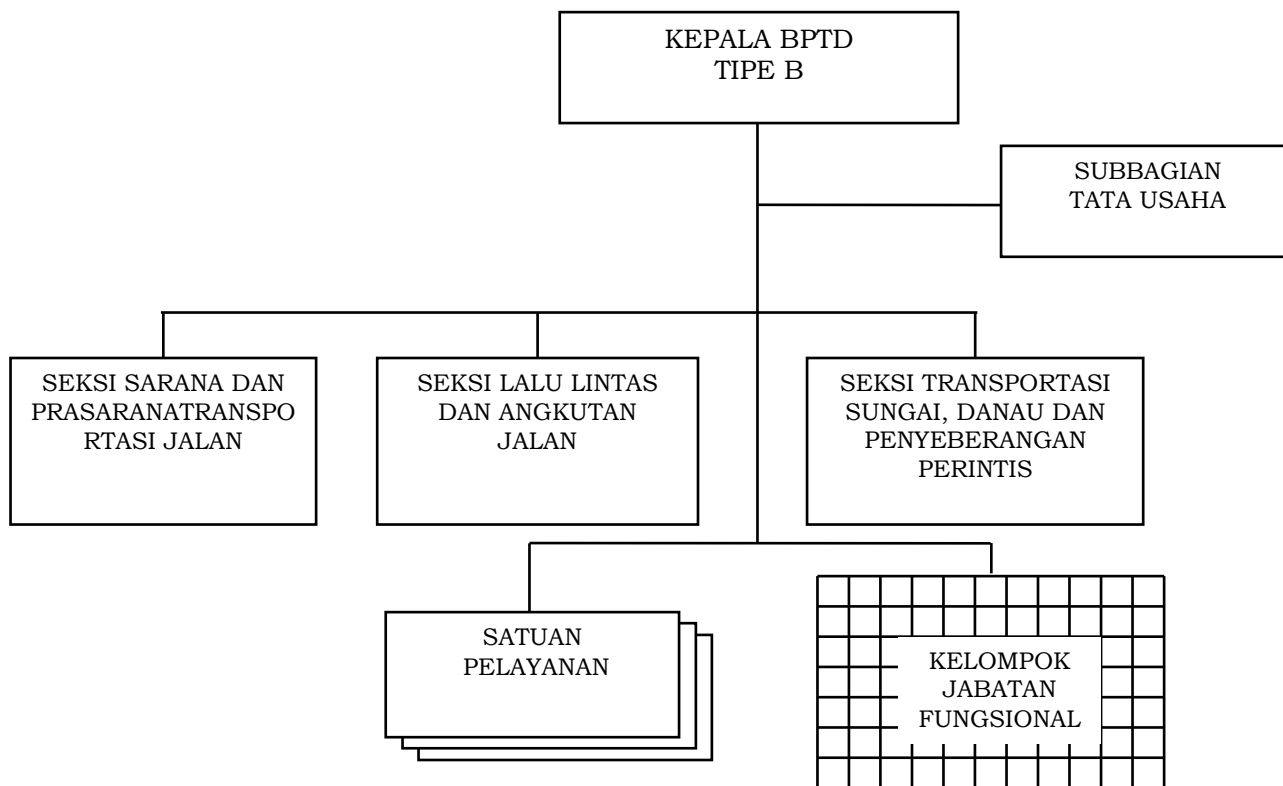 KEPALA BPTD
TIPE B
SUBBAGIAN
TATA USAHA
SEKSI SARANA DAN
PRASARANATRANSPO
RTASI JALAN
SEKSI LALU LINTAS
DAN ANGKUTAN
JALAN
SEKSI TRANSPORTASI
SUNGAI, DANAU DAN
PENYEBERANGAN
PERINTIS
SATUAN
PELAYANAN
KELOMPOK
JABATAN
FUNGSIONAL